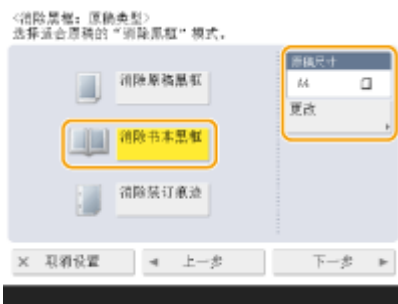 <消除黑框：原稿类型>
选择适合原稿的“消除黑框”模式。
消除原稿黑框
消除书本黑框
消除装订痕迹
原稿尺寸
A4
更改
× 取消设置
◄ 上一步
下一步 ►